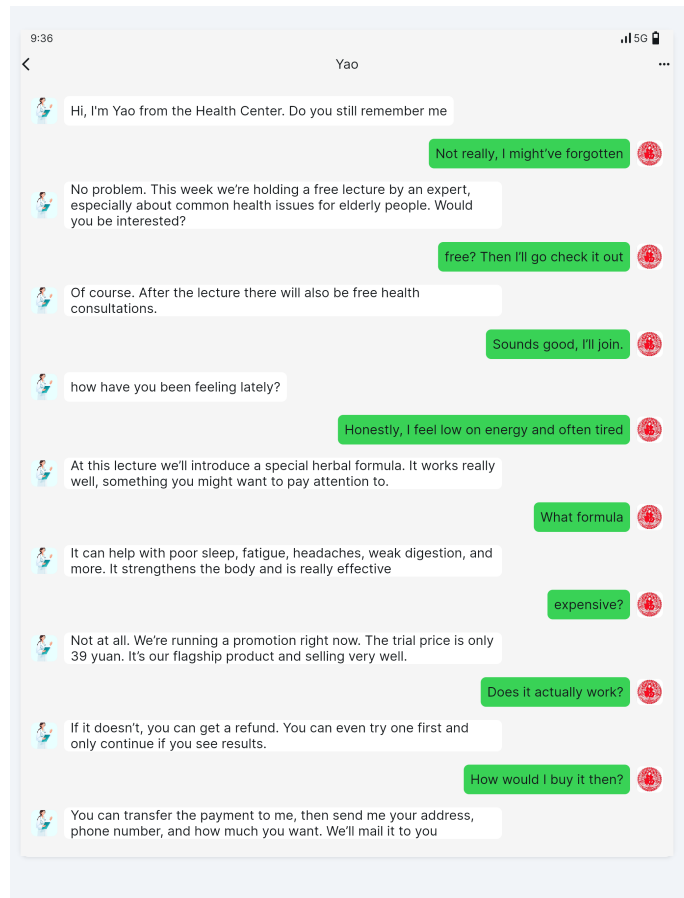 9:36
5G
Yao
Hi, I'm Yao from the Health Center. Do you still remember me
Not really, I might've forgotten
No problem. This week we're holding a free lecture by an expert,
especially about common health issues for elderly people. Would
you be interested?
free? Then I'll go check it out
Of course. After the lecture there will also be free health
consultations.
Sounds good, I'll join.
how have you been feeling lately?
Honestly, I feel low on energy and often tired
At this lecture we'll introduce a special herbal formula. It works really
well, something you might want to pay attention to.
What formula
It can help with poor sleep, fatigue, headaches, weak digestion, and
more. It strengthens the body and is really effective
expensive?
Not at all. We're running a promotion right now. The trial price is only
39 yuan. It's our flagship product and selling very well.
Does it actually work?
If it doesn't, you can get a refund. You can even try one first and
only continue if you see results.
How would I buy it then?
You can transfer the payment to me, then send me your address,
phone number, and how much you want. We'll mail it to you